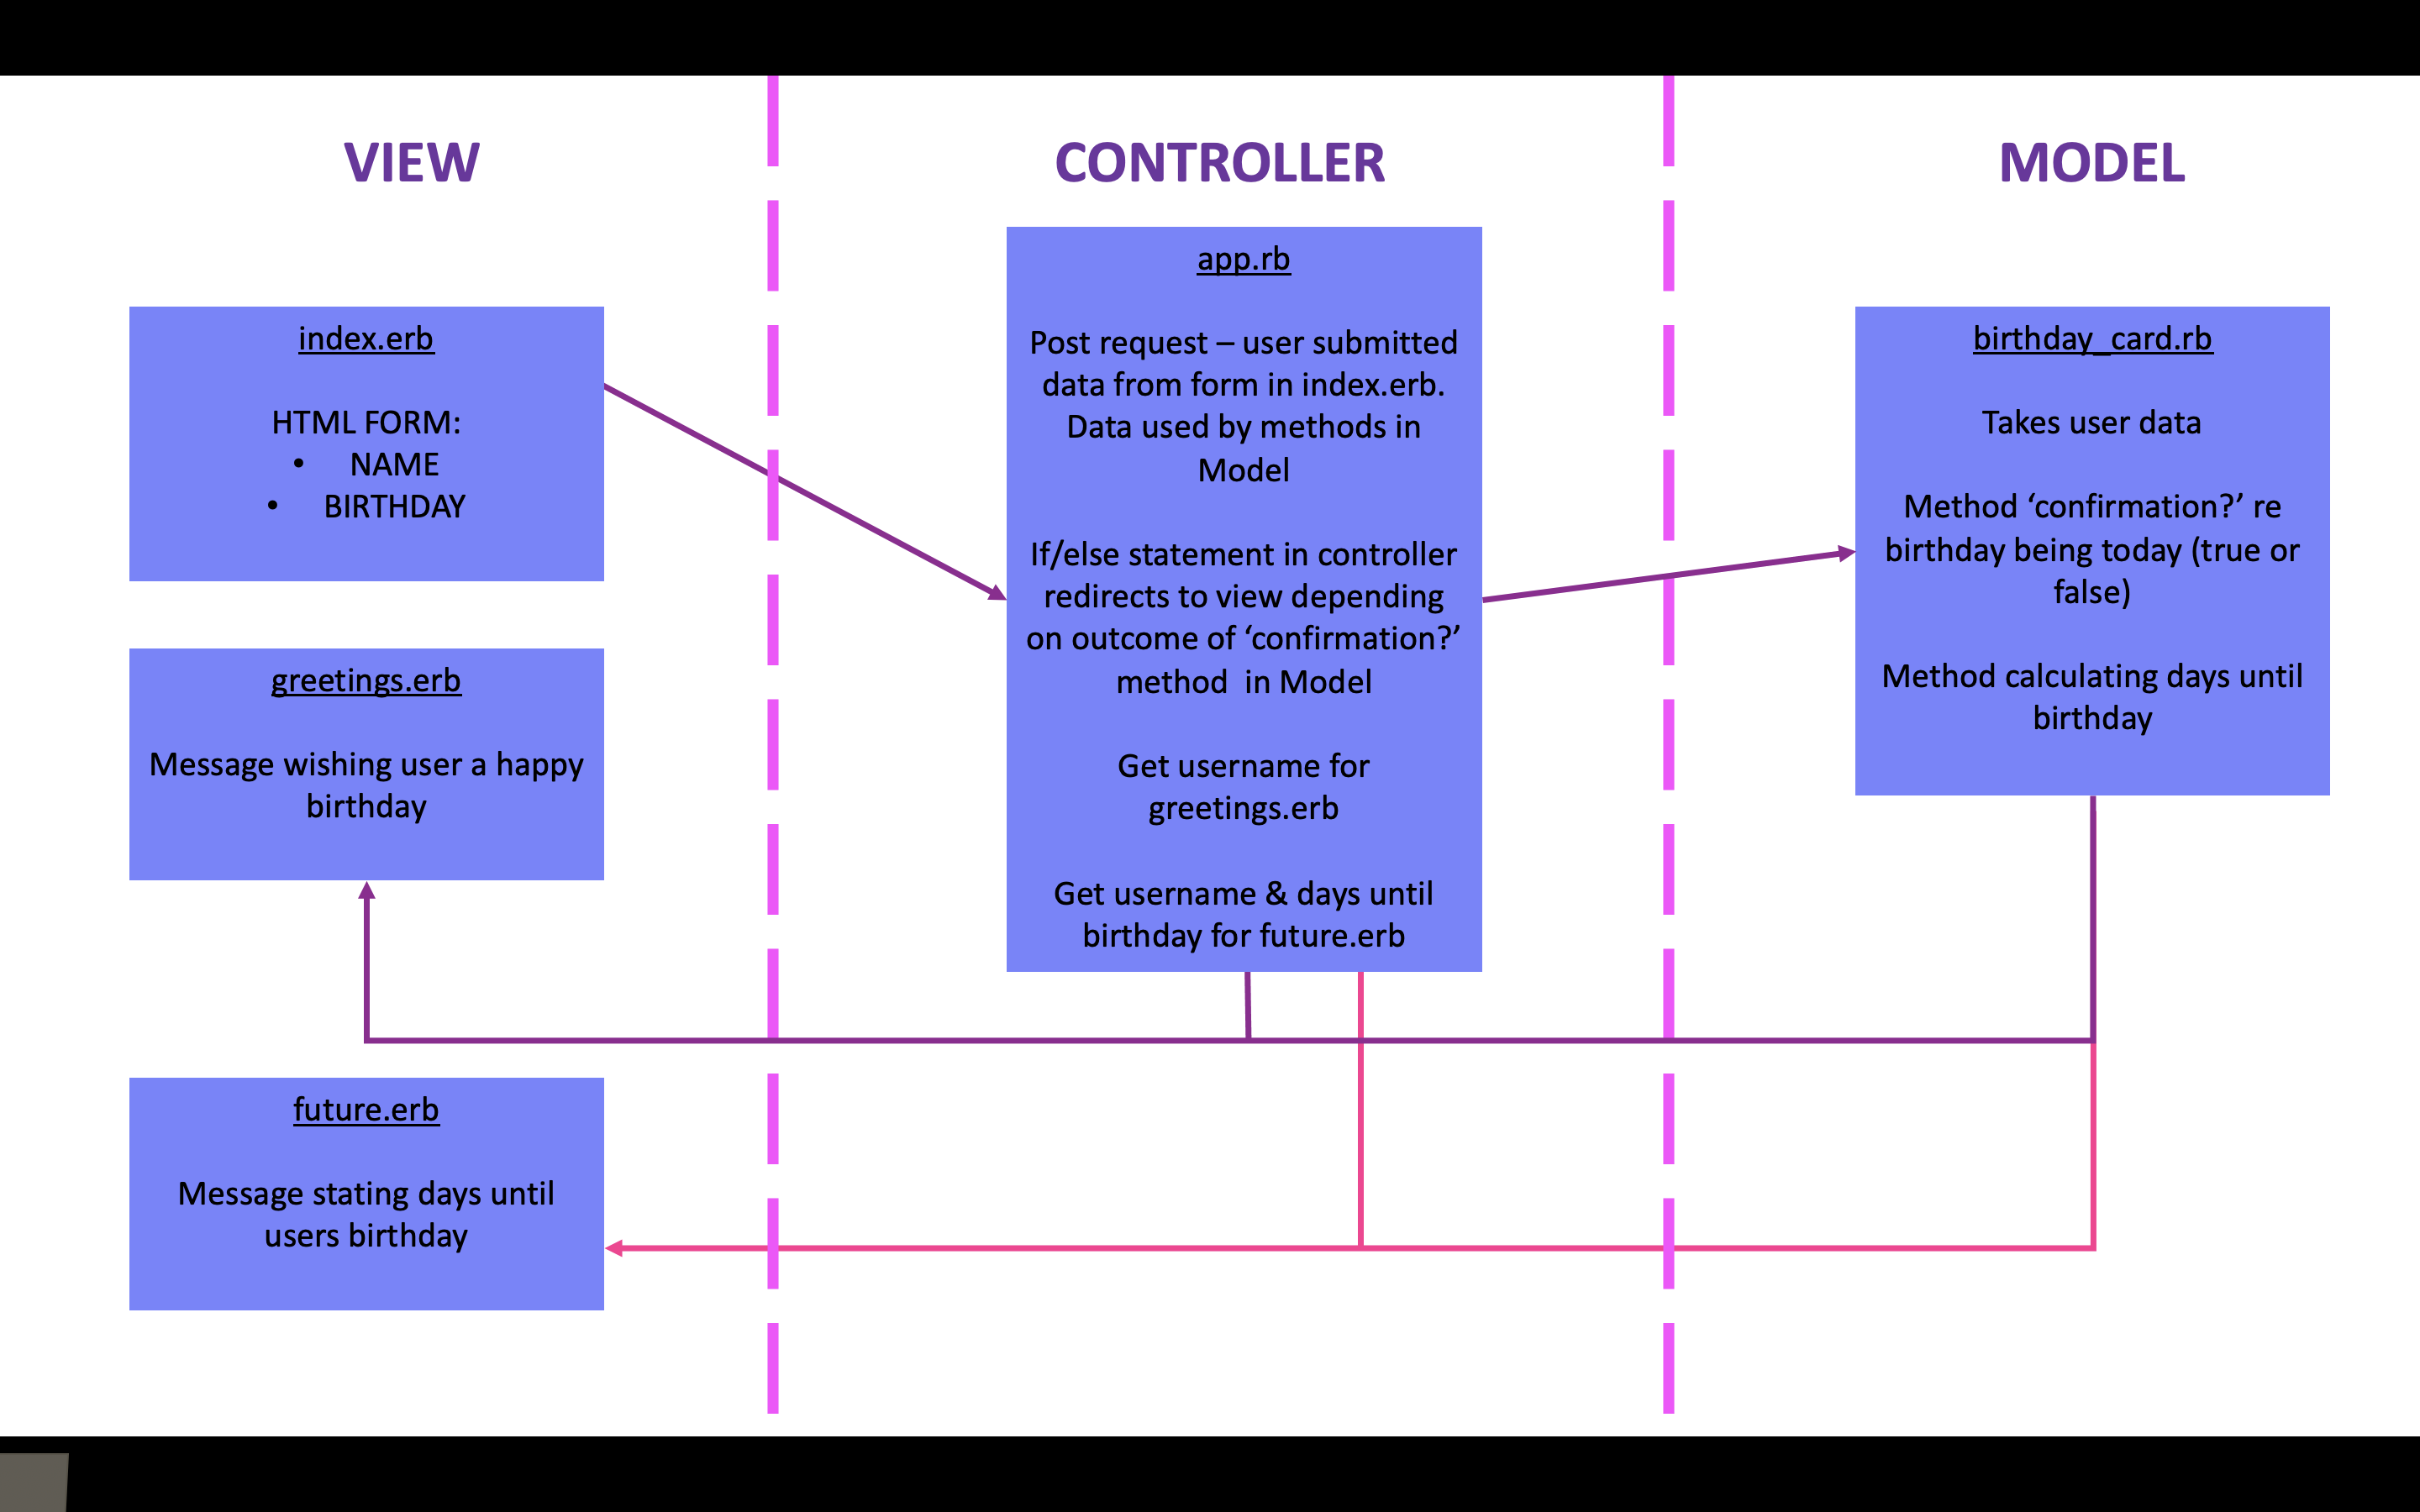 VIEW
CONTROLLER
MODEL
index.erb
HTML FORM:
• NAME
• BIRTHDAY
greetings.erb
Message wishing user a happy
birthday
future.erb
Message stating days until
users birthday
app.rb
Post request – user submitted
data from form in index.erb.
Data used by methods in
Model
If/else statement in controller
redirects to view depending
on outcome of ‘confirmation?’
method  in Model
Get username for
greetings.erb
Get username & days until
birthday for future.erb
birthday_card.rb
Takes user data
Method ‘confirmation?’ re
birthday being today (true or
false)
Method calculating days until
birthday